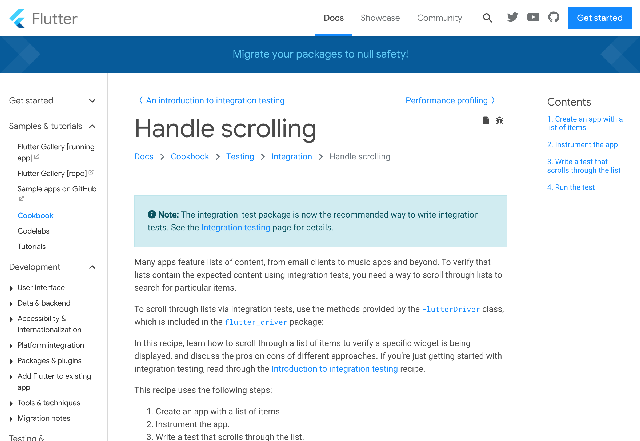 Flutter
Docs
Showcase
Community
Get started
Migrate your packages to null safety!
Get started
Samples & tutorials
Flutter Gallery [running
app]
Flutter Gallery [repo]
Sample apps on GitHub
Cookbook
Codelabs
Tutorials
Development
User interface
Data & backend
Accessibility &
internationalization
Platform integration
Packages & plugins
Add Flutter to existing
app
Tools & techniques
Migration notes
Testing &
An introduction to integration testing
Performance profiling
Handle scrolling
Docs > Cookbook > Testing > Integration > Handle scrolling
Note: The integration_test package is now the recommended way to write integration
tests. See the Integration testing page for details.
Many apps feature lists of content, from email clients to music apps and beyond. To verify that
lists contain the expected content using integration tests, you need a way to scroll through lists to
search for particular items.
To scroll through lists via integration tests, use the methods provided by the FlutterDriver class,
which is included in the flutter_driver package:
In this recipe, learn how to scroll through a list of items to verify a specific widget is being
displayed, and discuss the pros on cons of different approaches. If you're just getting started with
integration testing, read through the Introduction to integration testing recipe.
This recipe uses the following steps:
1. Create an app with a list of items.
2. Instrument the app.
3. Write a test that scrolls through the list.
Contents
1. Create an app with a
list of items
2. Instrument the app
3. Write a test that
scrolls through the list
4. Run the test